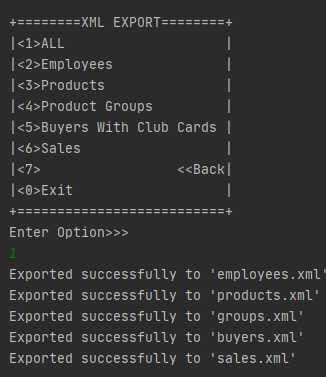 +========XML EXPORT========+
|<1>ALL                    |
|<2>Employees              |
|<3>Products               |
|<4>Product Groups         |
|<5>Buyers With Club Cards |
|<6>Sales                  |
|<7>                 <<Back|
|<0>Exit                   |
+==========================+
Enter Option>>>
1
Exported successfully to 'employees.xml'
Exported successfully to 'products.xml'
Exported successfully to 'groups.xml'
Exported successfully to 'buyers.xml'
Exported successfully to 'sales.xml'